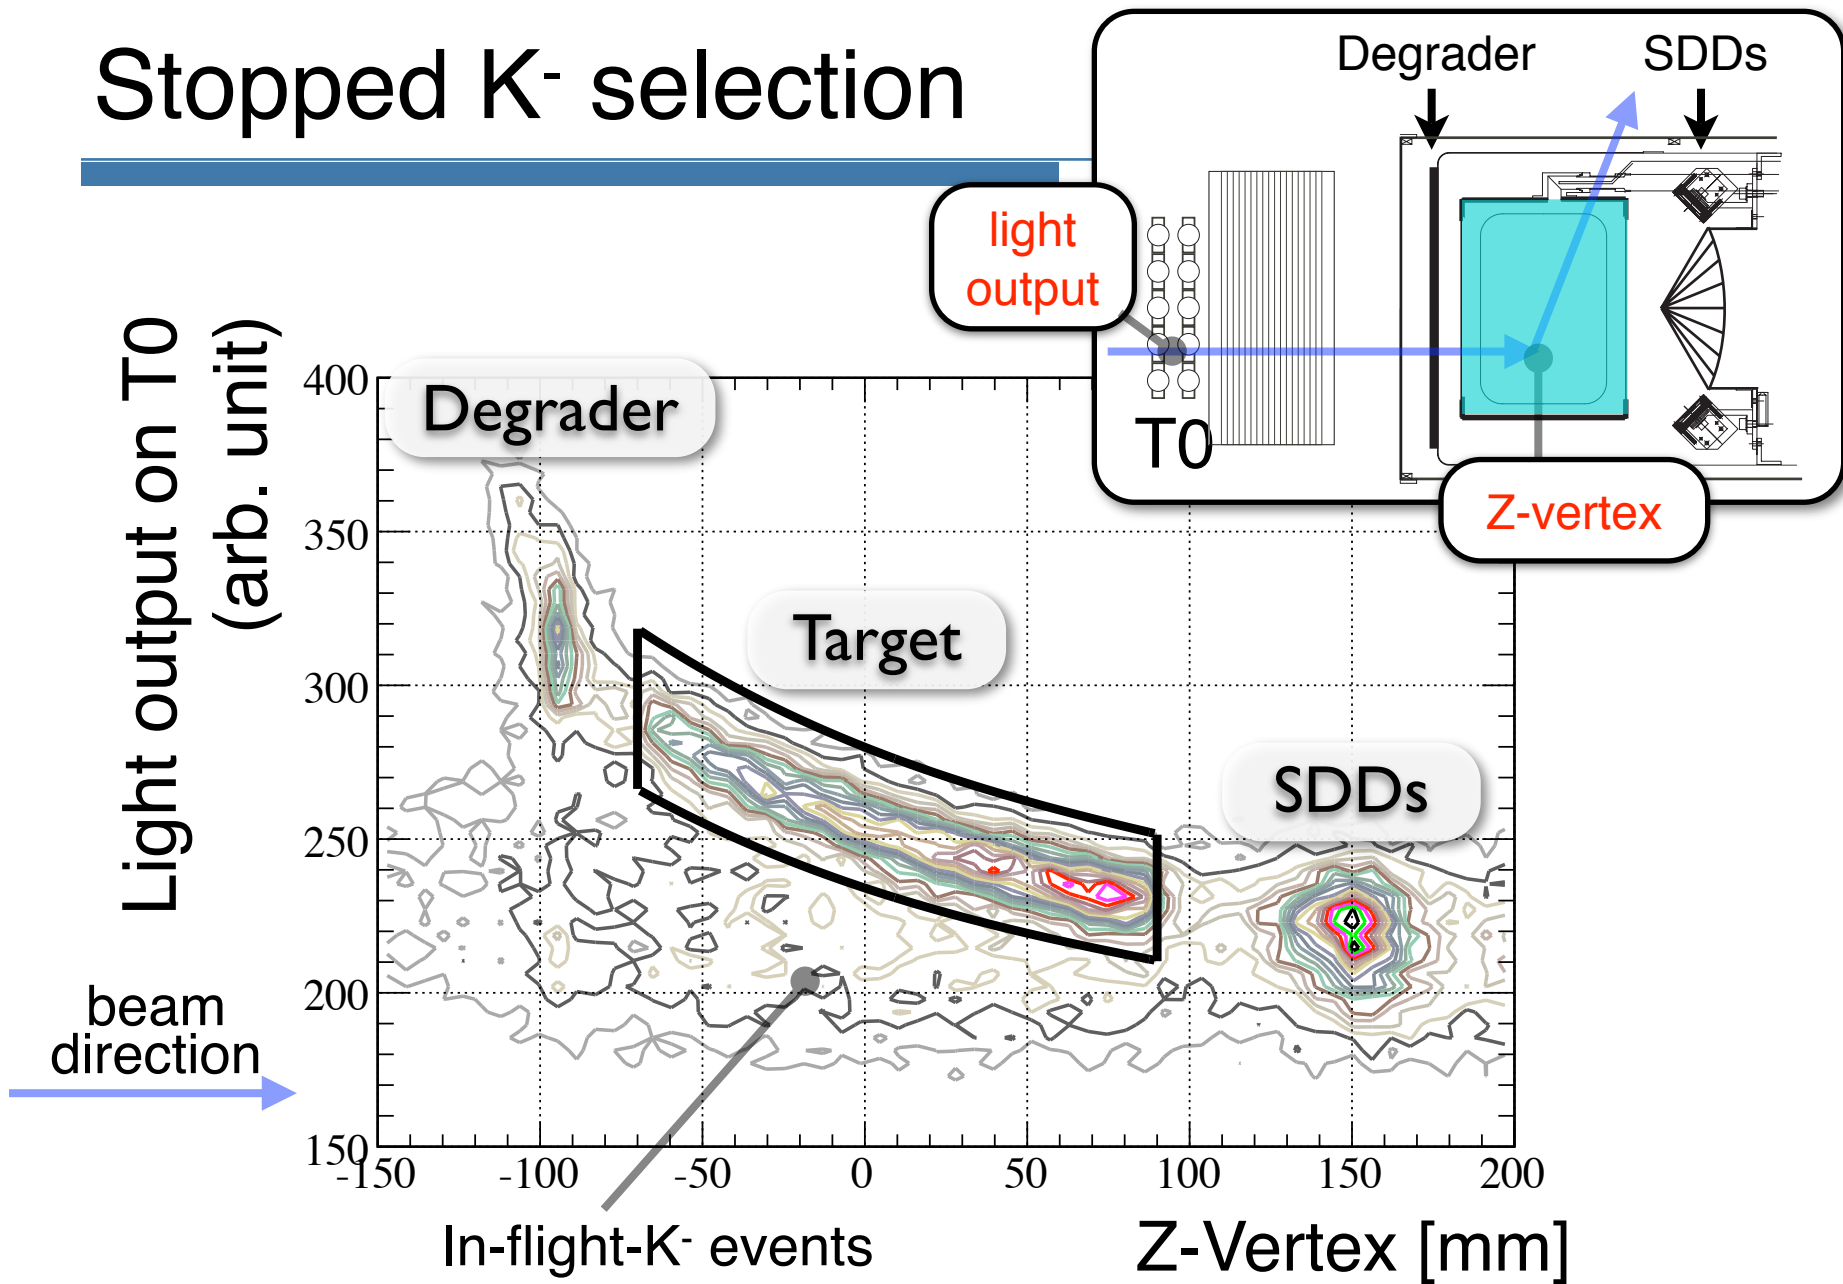 Stopped K- selection
Degrader
SDDs
light
output
T0
Z-vertex
Light output on T0
(arb. unit)
400
350
300
250
200
150
Degrader
Target
SDDs
beam
direction
-150
-100
-50
0
50
100
150
200
In-flight-K- events
Z-Vertex [mm]